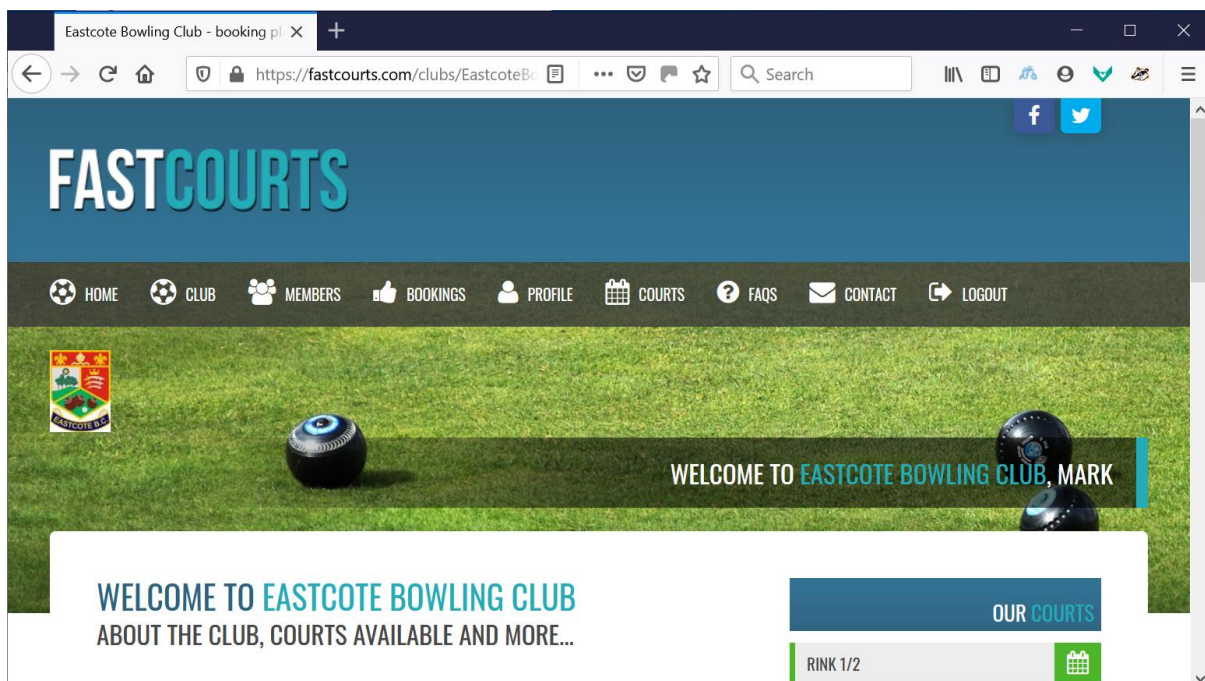 Eastcote Bowling Club - booking pl
https://fastcourts.com/clubs/EastcoteBo
Search
FASTCOURTS
HOME CLUB MEMBERS BOOKINGS PROFILE COURTS FAQS CONTACT LOGOUT
EASTCOTE B.C.
WELCOME TO EASTCOTE BOWLING CLUB, MARK
WELCOME TO EASTCOTE BOWLING CLUB
ABOUT THE CLUB, COURTS AVAILABLE AND MORE...
OUR COURTS
RINK 1/2